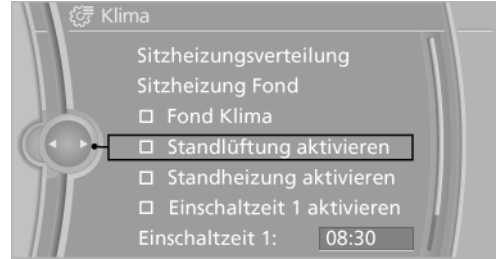 Klima
Sitzheizungsverteilung
Sitzheizung Fond
Fond Klima
Standlüftung aktivieren
Standheizung aktivieren
Einschaltzeit 1 aktivieren
Einschaltzeit 1: 08:30